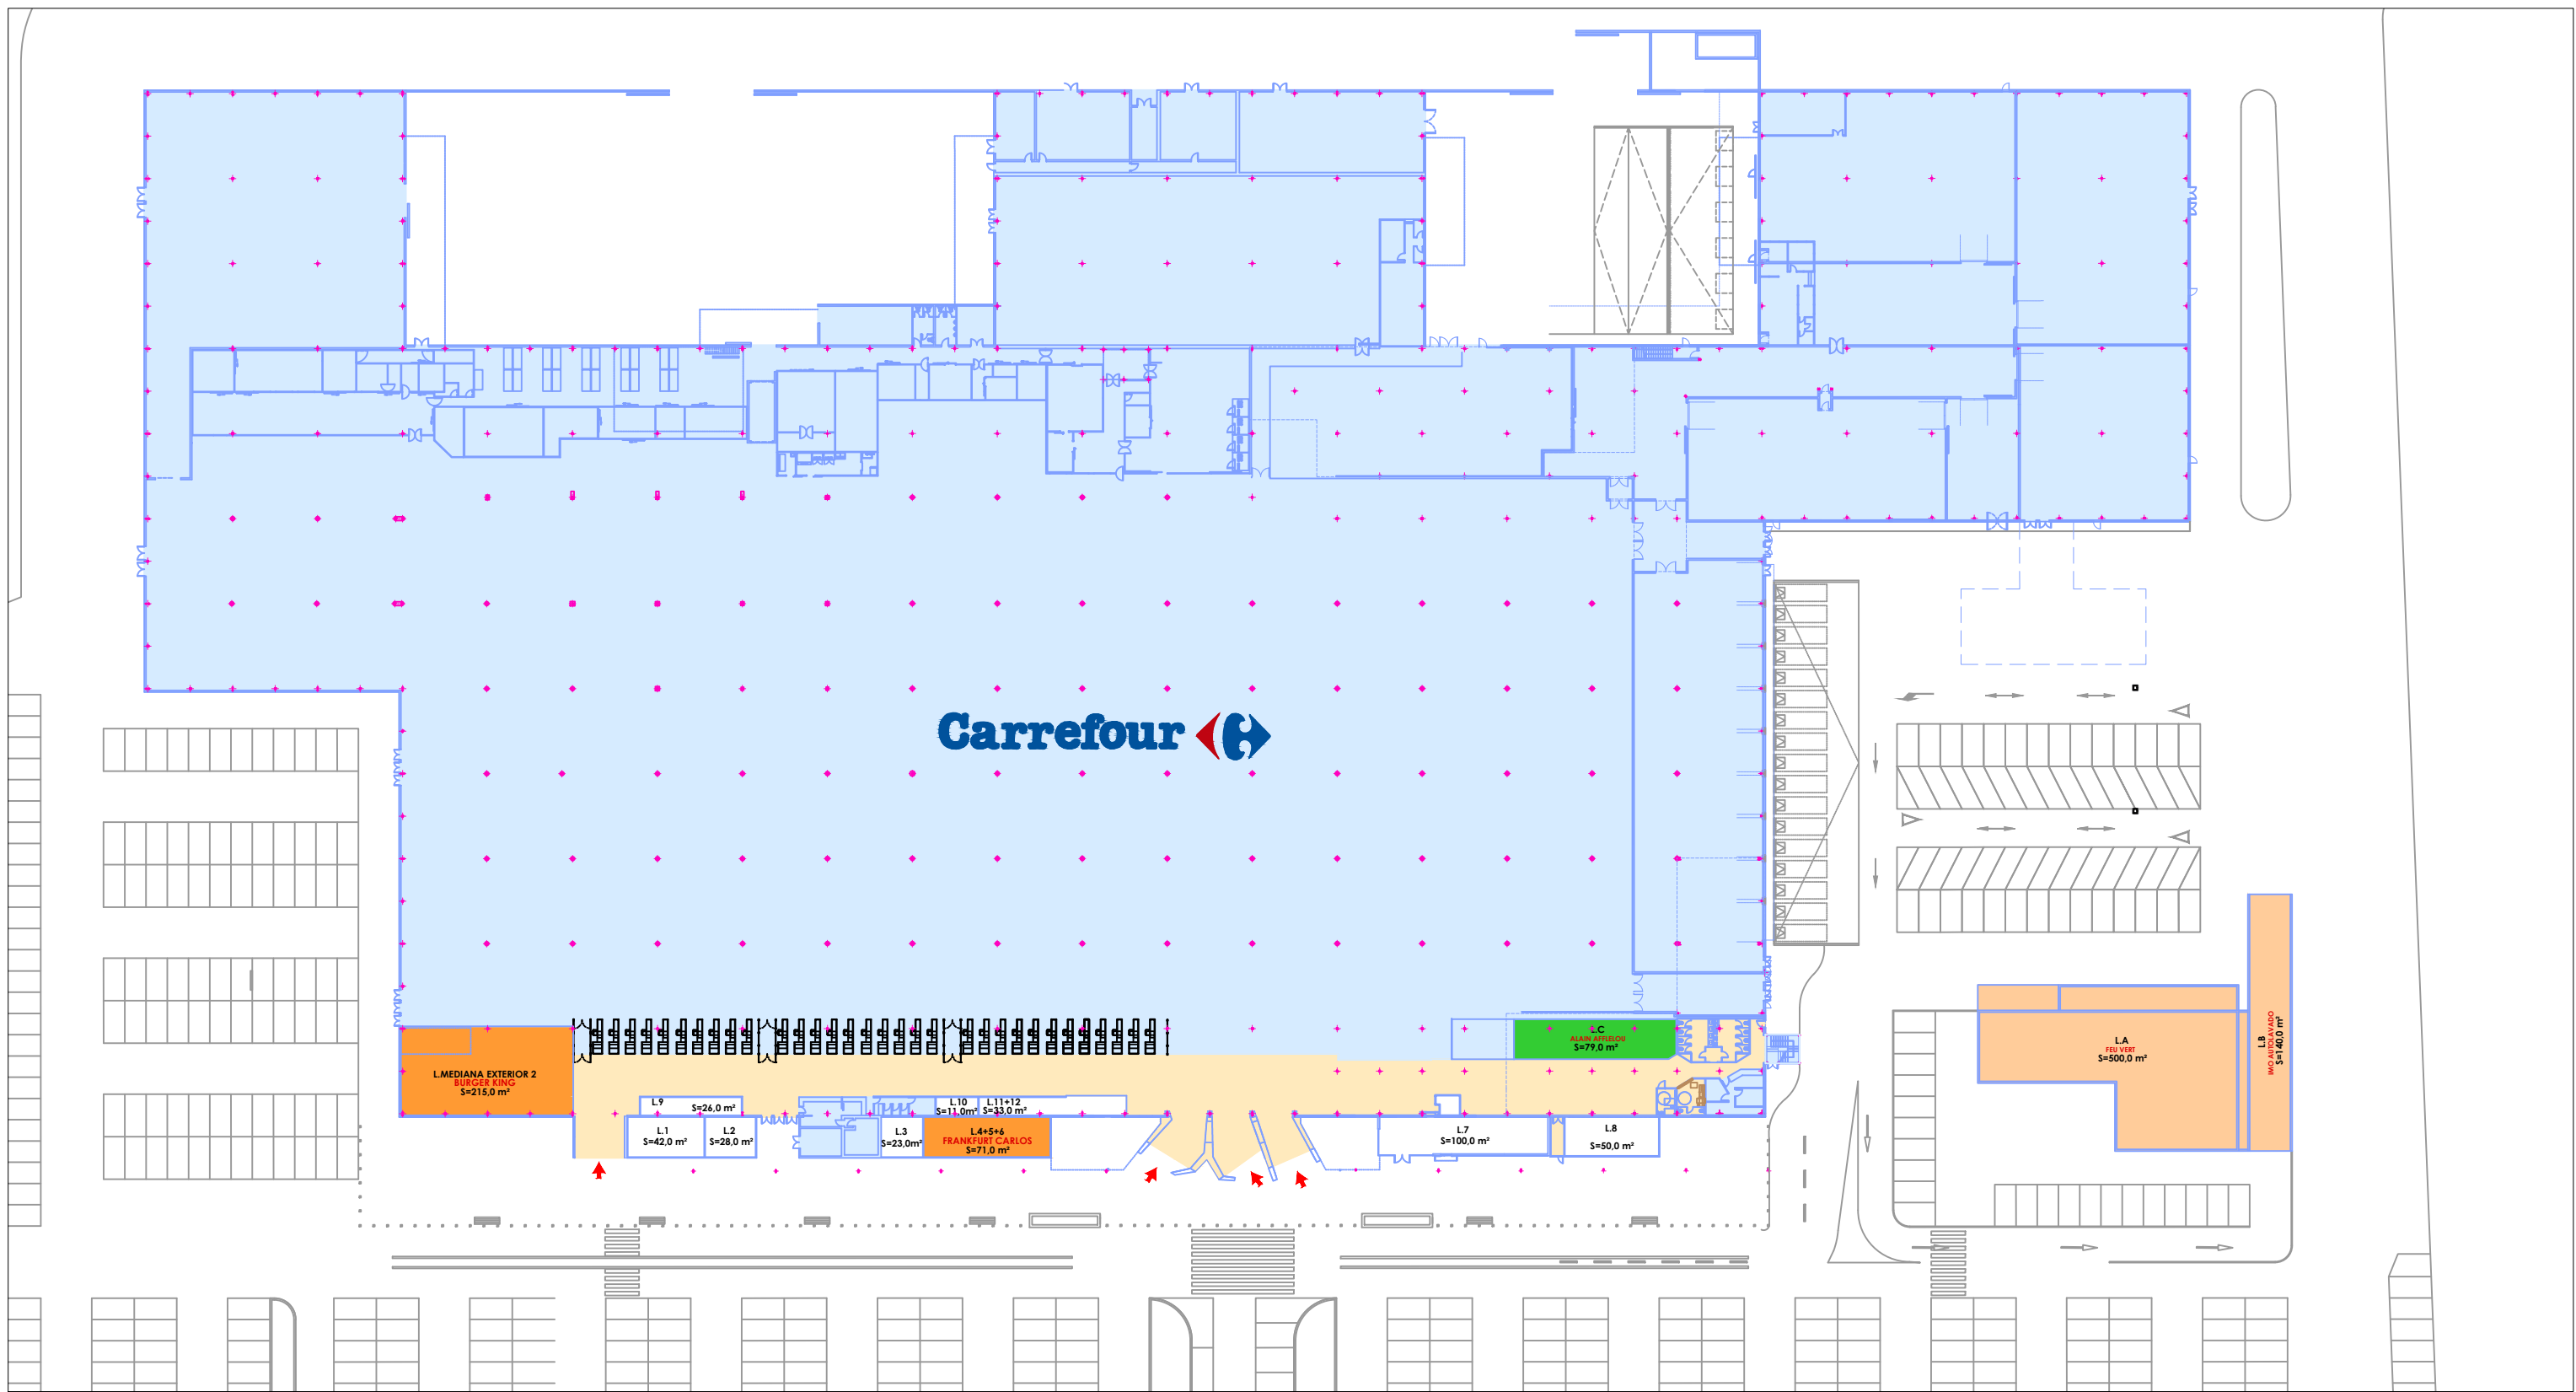 Carrefour
L.C
ALAIN AFFLELOU
S=79,0 m²
L.MEDIANA EXTERIOR 2
BURGER KING
S=215,0 m²
L.9
S=26,0 m²
L.10
S=11,0m²
L.11+12
S=33,0 m²
L.1
S=42,0 m²
L.2
S=28,0 m²
L.3
S=23,0m²
L.4+5+6
FRANKFURT CARLOS
S=71,0 m²
L.7
S=100,0 m²
L.8
S=50,0 m²
L.A
FEU VERT
S=500,0 m²
L.B
IMO AUTOLAVADO
S=140,0 m²